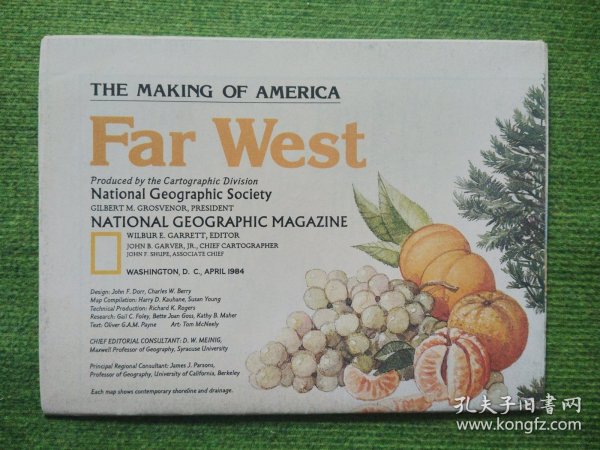 THE MAKING OF AMERICA
Far West
Produced by the Cartographic Division
National Geographic Society
GILBERT M. GROSVENOR, PRESIDENT
NATIONAL GEOGRAPHIC MAGAZINE
WILBUR E. GARRETT, EDITOR
JOHN B. GARVER, JR., CHIEF CARTOGRAPHER
JOHN F. SHUPE, ASSOCIATE CHIEF
WASHINGTON, D. C., APRIL 1984
Design: John F. Dorr, Charles W. Berry
Map Compilation: Harry D. Kauhane, Susan Young
Technical Production: Richard K. Rogers
Research: Gail C. Foley, Bette Joan Goss, Kathy B. Maher
Text: Oliver G.A.M. Payne Art: Tom McNeely
CHIEF EDITORIAL CONSULTANT: D. W. MEINIG,
Maxwell Professor of Geography, Syracuse University
Principal Regional Consultant: James J. Parsons,
Professor of Geography, University of California, Berkeley
Each map shows contemporary shoreline and drainage.
孔夫子旧书网
www.kongfz.com